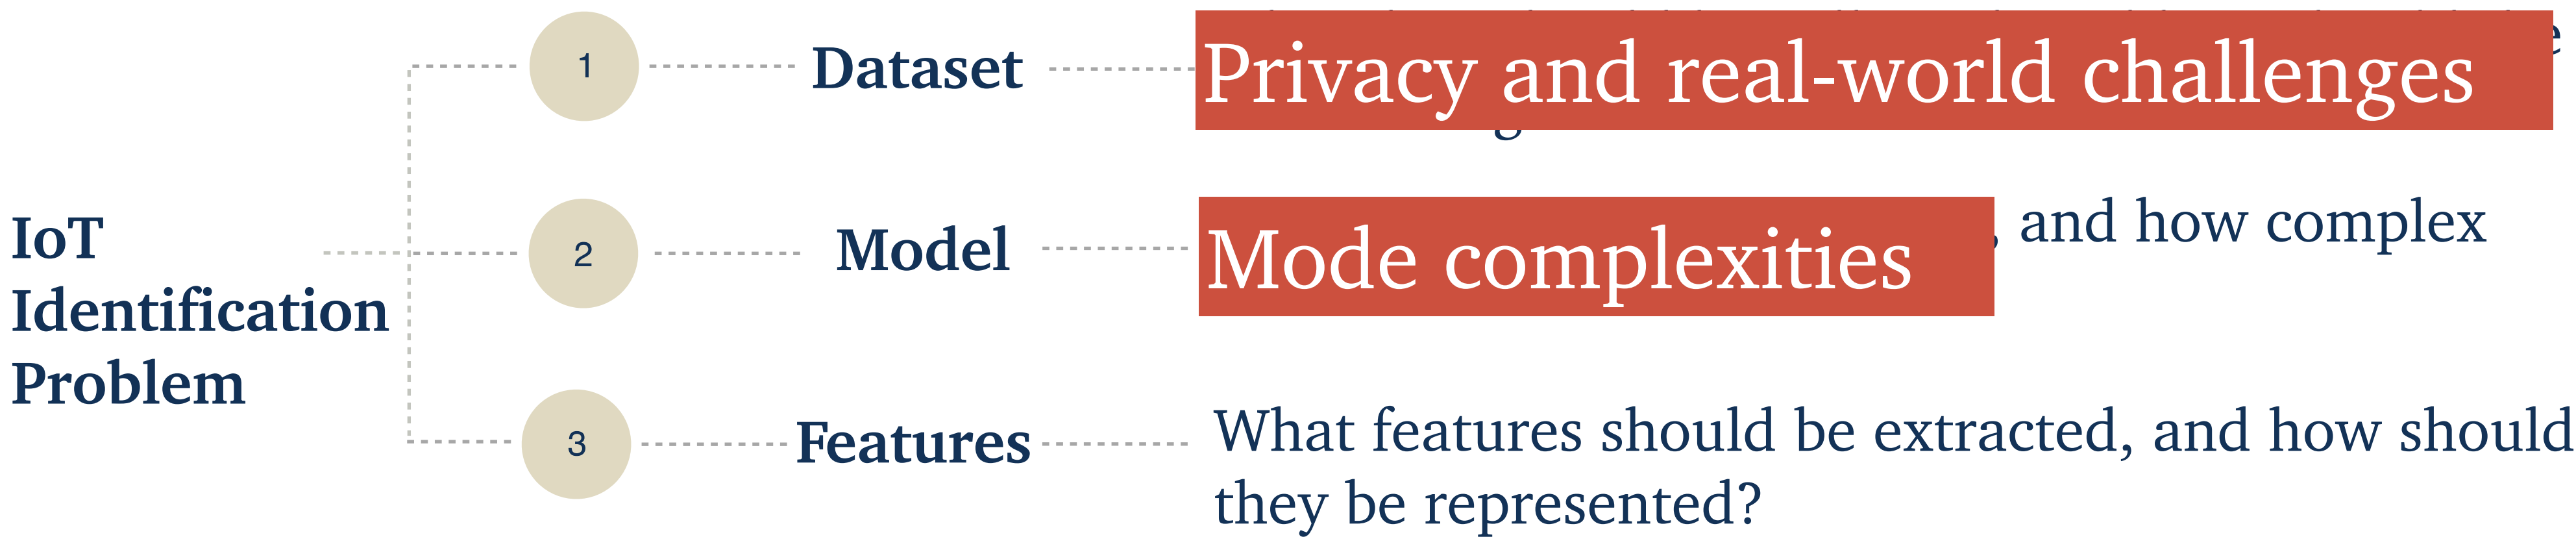 IoT
Identification
Problem
1
Dataset
Privacy and real-world challenges
2
Model
Mode complexities
, and how complex
3
Features
What features should be extracted, and how should
they be represented?